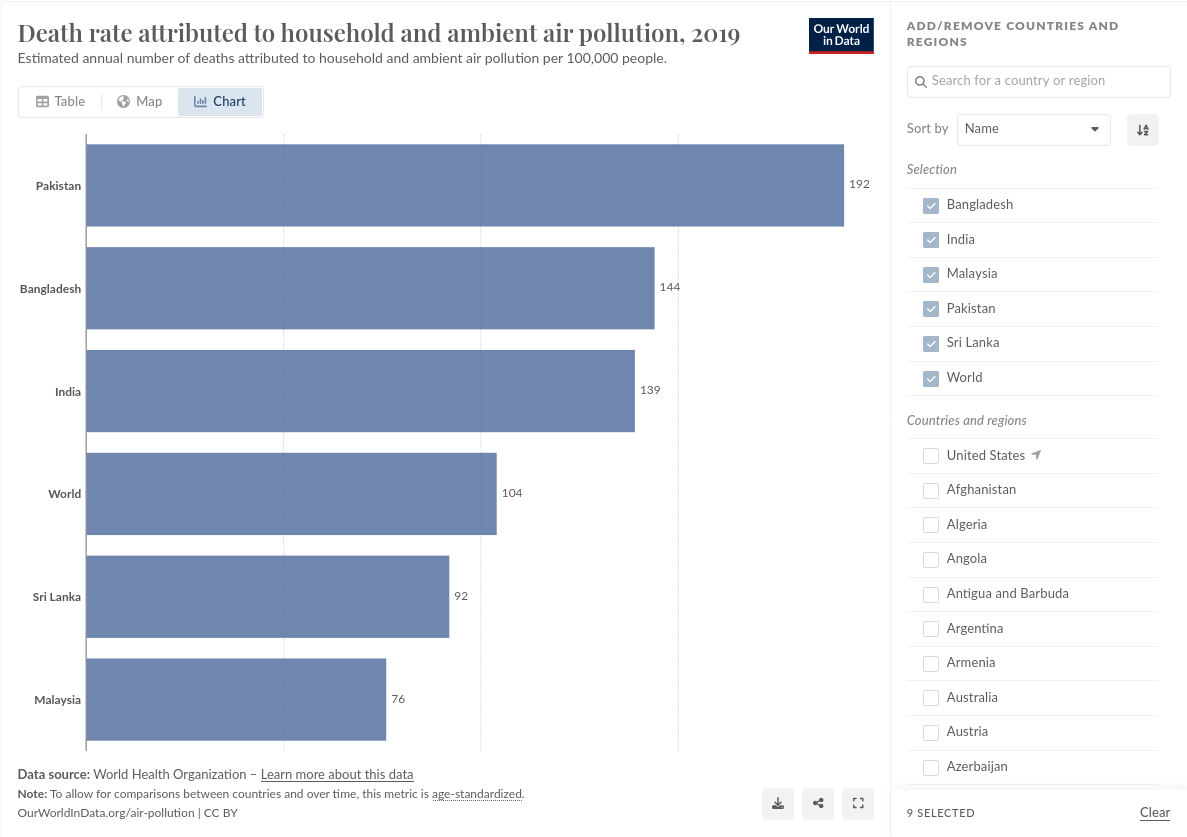 Death rate attributed to household and ambient air pollution, 2019
Estimated annual number of deaths attributed to household and ambient air pollution per 100,000 people.
Our World
in Data
Table
Map
Chart
Pakistan
192
Bangladesh
144
India
139
World
104
Sri Lanka
92
Malaysia
76
Data source: World Health Organization – Learn more about this data
Note: To allow for comparisons between countries and over time, this metric is age-standardized.
OurWorldInData.org/air-pollution | CC BY
ADD/REMOVE COUNTRIES AND
REGIONS
Search for a country or region
Sort by
Name
Selection
Bangladesh
India
Malaysia
Pakistan
Sri Lanka
World
Countries and regions
United States
Afghanistan
Algeria
Angola
Antigua and Barbuda
Argentina
Armenia
Australia
Austria
Azerbaijan
9 SELECTED
Clear